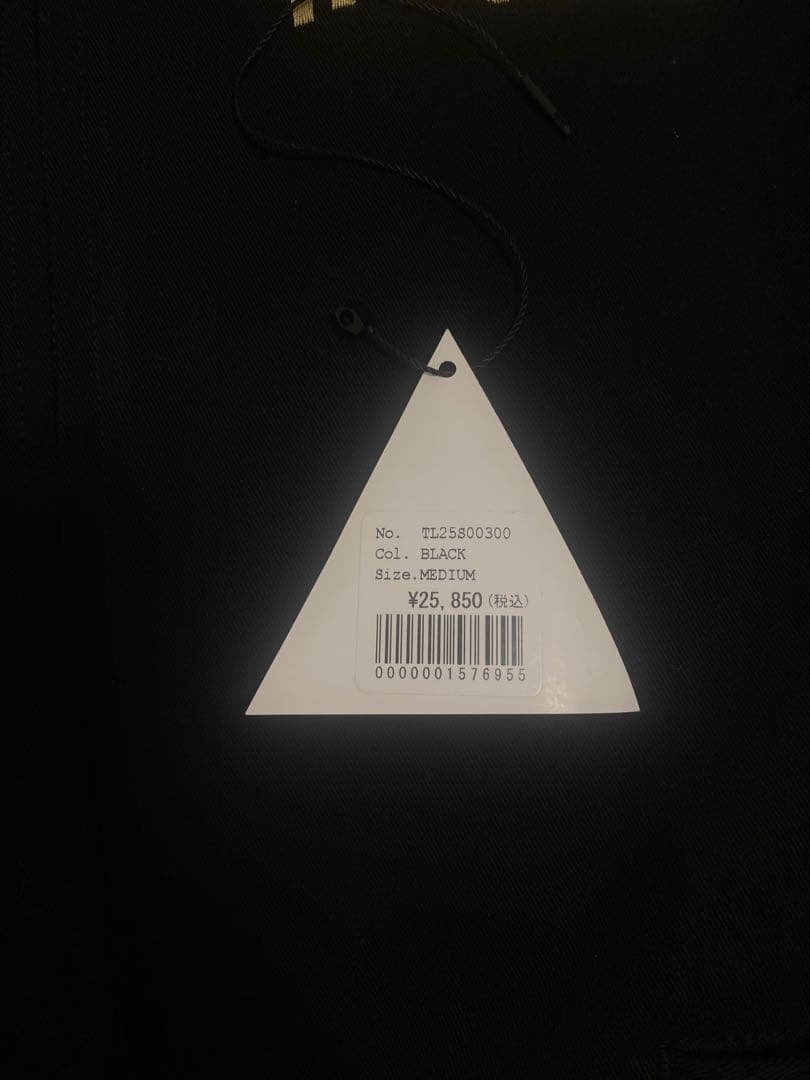 No. TL25S00300
Col. BLACK
Size.MEDIUM
¥25,850(税込)
0000001576955